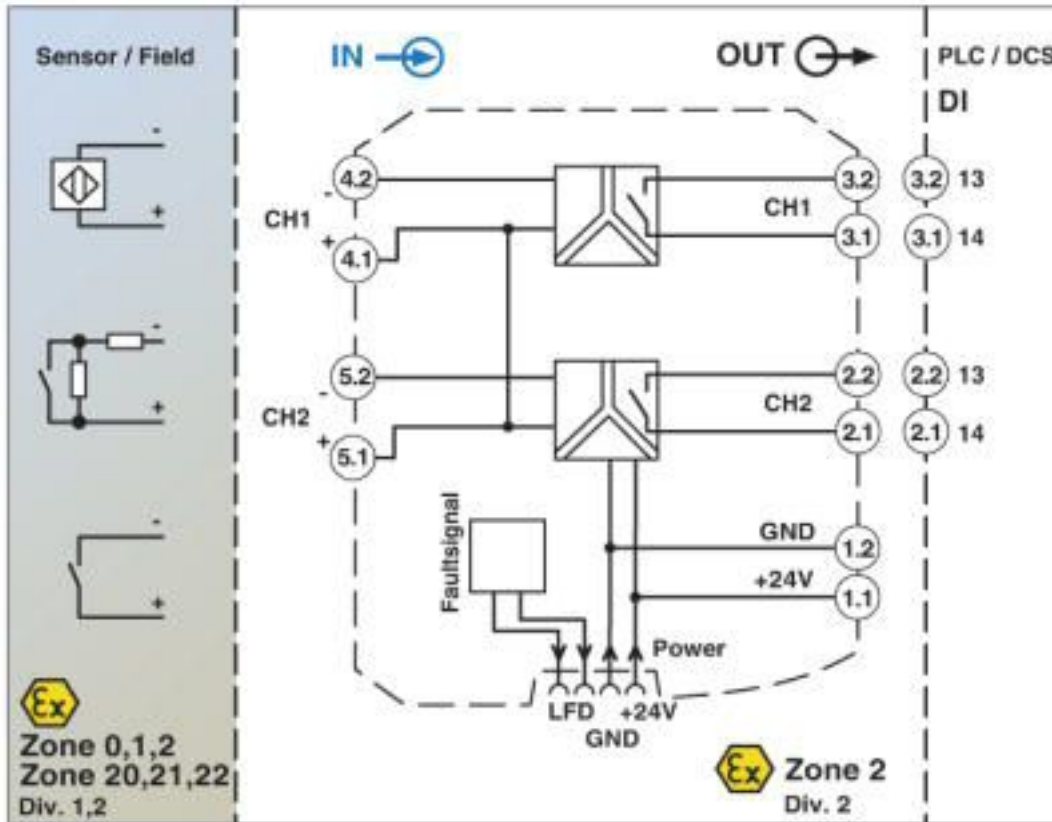 Sensor / Field
IN
OUT
PLC / DCS
DI
-
+
4.2
-
CH1
+
4.1
3.2
CH1
3.1
3.2 13
3.1 14
-
+
5.2
-
CH2
+
5.1
2.2
CH2
2.1
2.2 13
2.1 14
-
+
Faultsignal
GND
1.2
+24V
1.1
Power
LFD
+24V
GND
Ex
Zone 0,1,2
Zone 20,21,22
Div. 1,2
Ex
Zone 2
Div. 2